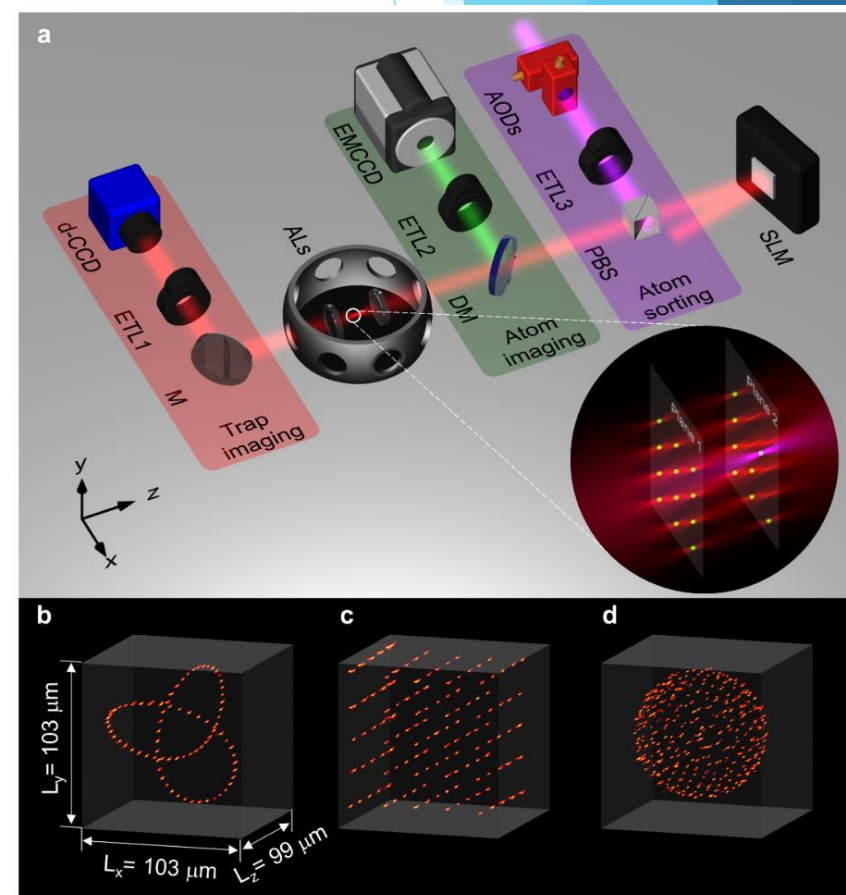 a
d-CCD
ETL1
M
Trap
imaging
ALs
EMCCD
ETL2
DM
Atom
imaging
AODs
ETL3
PBS
Atom
sorting
SLM
Plane 1
Plane 2
y
z
x
b
c
d
Ly= 103 μm
Lx= 103 μm
Lz= 99 μm